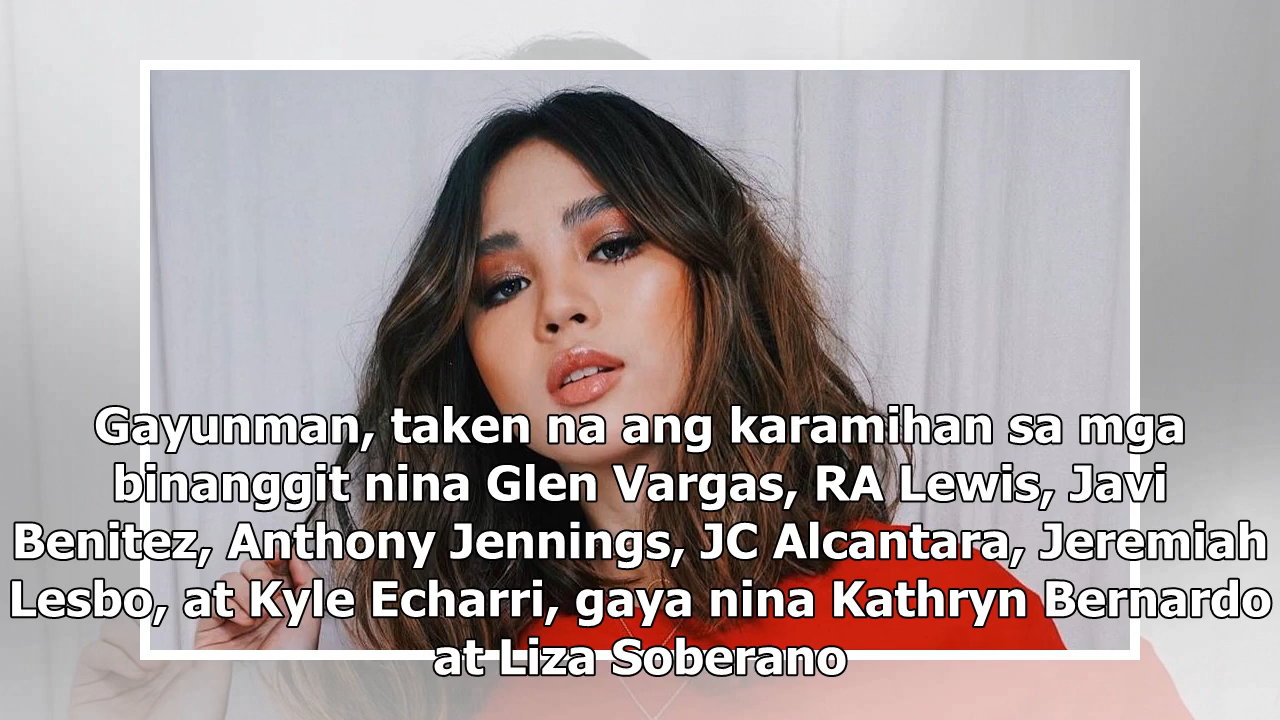 Gayunman, taken na ang karamihan sa mga
binanggit nina Glen Vargas, RA Lewis, Javi
Benitez, Anthony Jennings, JC Alcantara, Jeremiah
Lesbo, at Kyle Echarri, gaya nina Kathryn Bernardo
at Liza Soberano